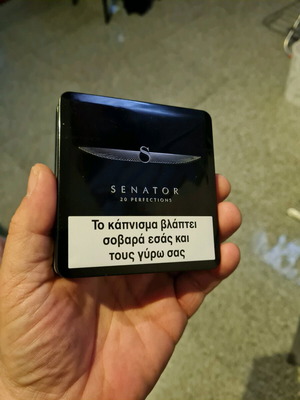 S
SENATOR
20 PERFECTIONS
Το κάπνισμα βλάπτει
σοβαρά εσάς και
τους γύρω σας